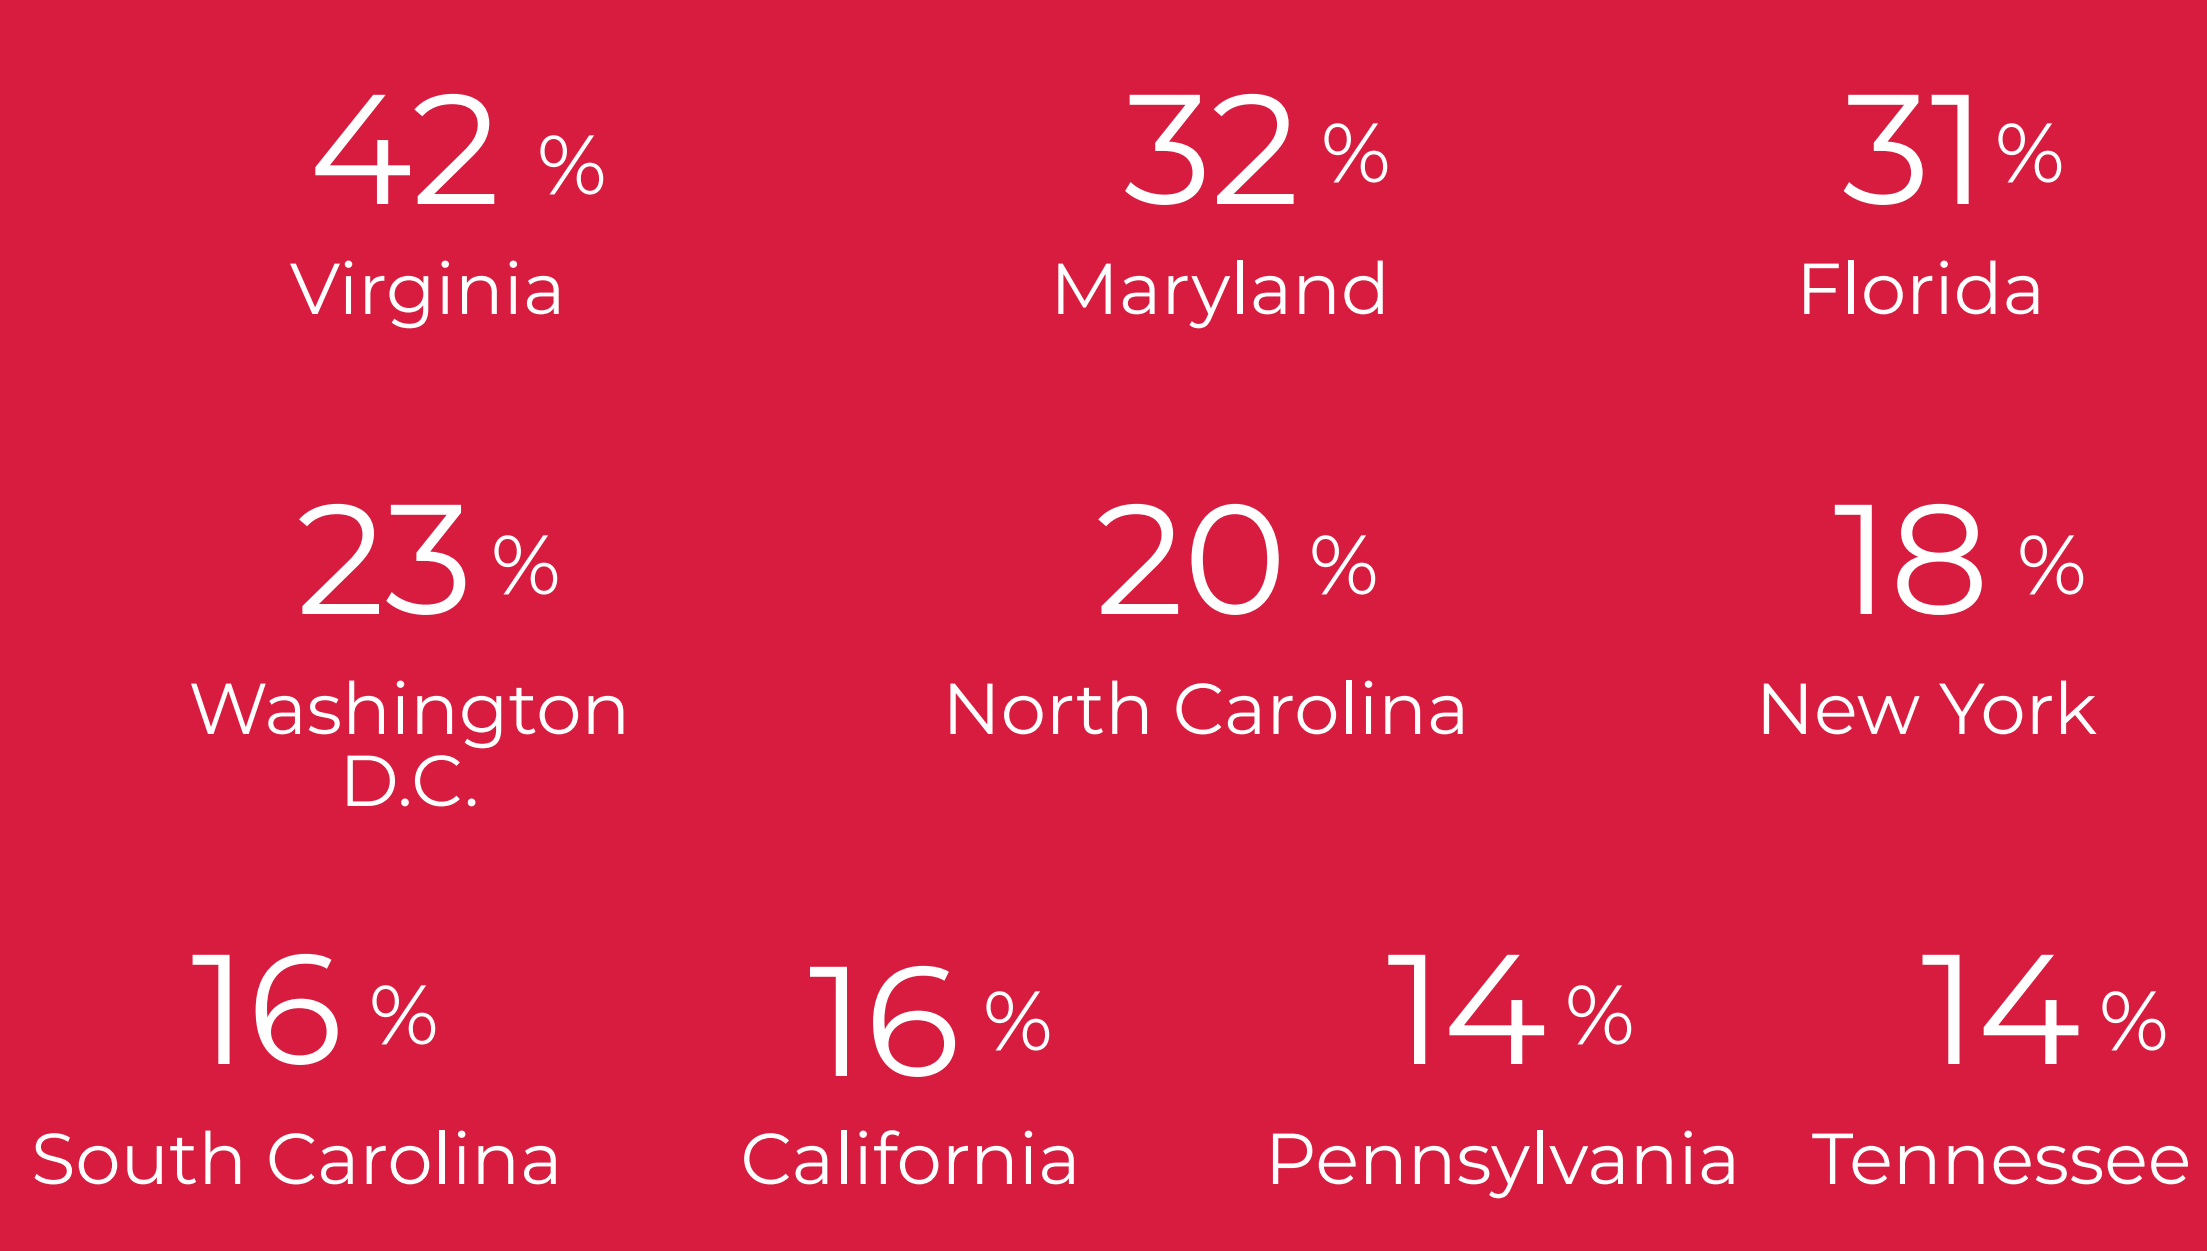 42 %
Virginia
32 %
Maryland
31 %
Florida
23 %
Washington
D.C.
20 %
North Carolina
18 %
New York
16 %
South Carolina
16 %
California
14 %
Pennsylvania
14 %
Tennessee